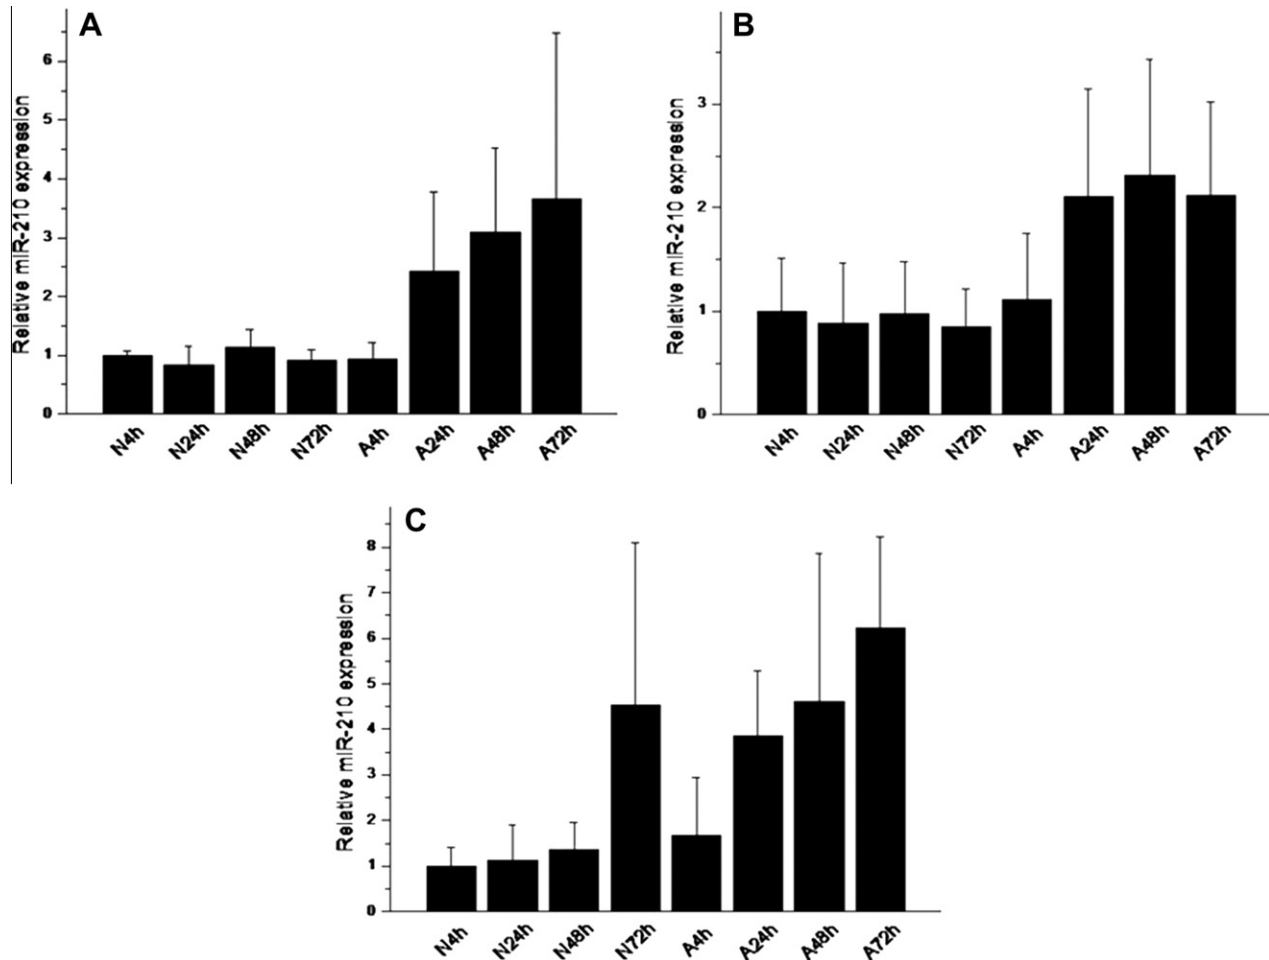 A
Relative miR-210 expression
6
5
4
3
2
1
0
N4h
N24h
N48h
N72h
A4h
A24h
A48h
A72h
B
Relative miR-210 expression
3
2
1
0
N4h
N24h
N48h
N72h
A4h
A24h
A48h
A72h
C
Relative miR-210 expression
8
7
6
5
4
3
2
1
0
N4h
N24h
N48h
N72h
A4h
A24h
A48h
A72h